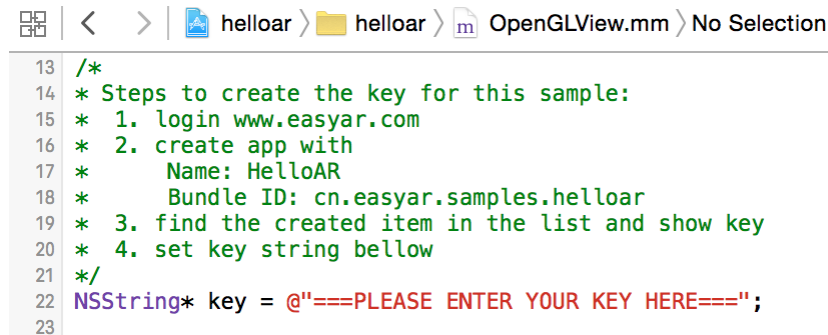 helloar helloar m OpenGLView.mm No Selection
13 /*
14 * Steps to create the key for this sample:
15 *  1. login www.easyar.com
16 *  2. create app with
17 *      Name: HelloAR
18 *      Bundle ID: cn.easyar.samples.helloar
19 *  3. find the created item in the list and show key
20 *  4. set key string bellow
21 */
22 NSString* key = @"===PLEASE ENTER YOUR KEY HERE===";
23